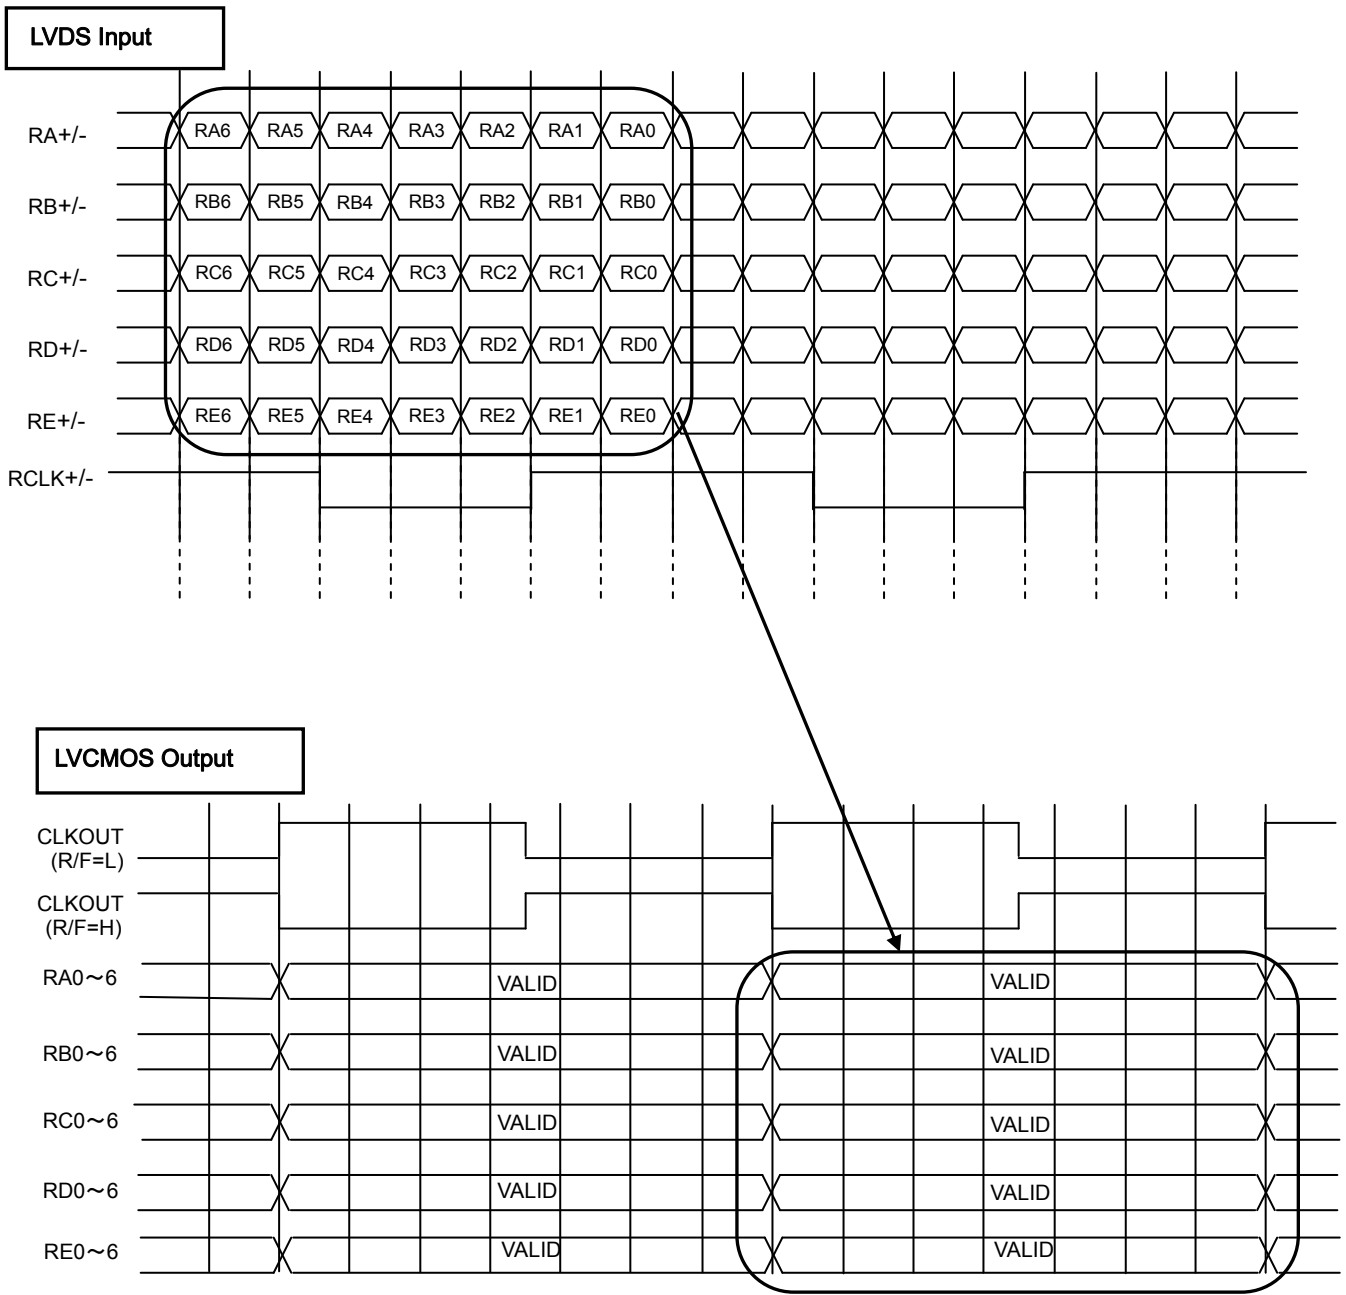 LVDS Input
RA+/- RA6 RA5 RA4 RA3 RA2 RA1 RA0
RB+/- RB6 RB5 RB4 RB3 RB2 RB1 RB0
RC+/- RC6 RC5 RC4 RC3 RC2 RC1 RC0
RD+/- RD6 RD5 RD4 RD3 RD2 RD1 RD0
RE+/- RE6 RE5 RE4 RE3 RE2 RE1 RE0
RCLK+/-
LVCMOS Output
CLKOUT
(R/F=L)
CLKOUT
(R/F=H)
RA0～6 VALID VALID
RB0～6 VALID VALID
RC0～6 VALID VALID
RD0～6 VALID VALID
RE0～6 VALID VALID